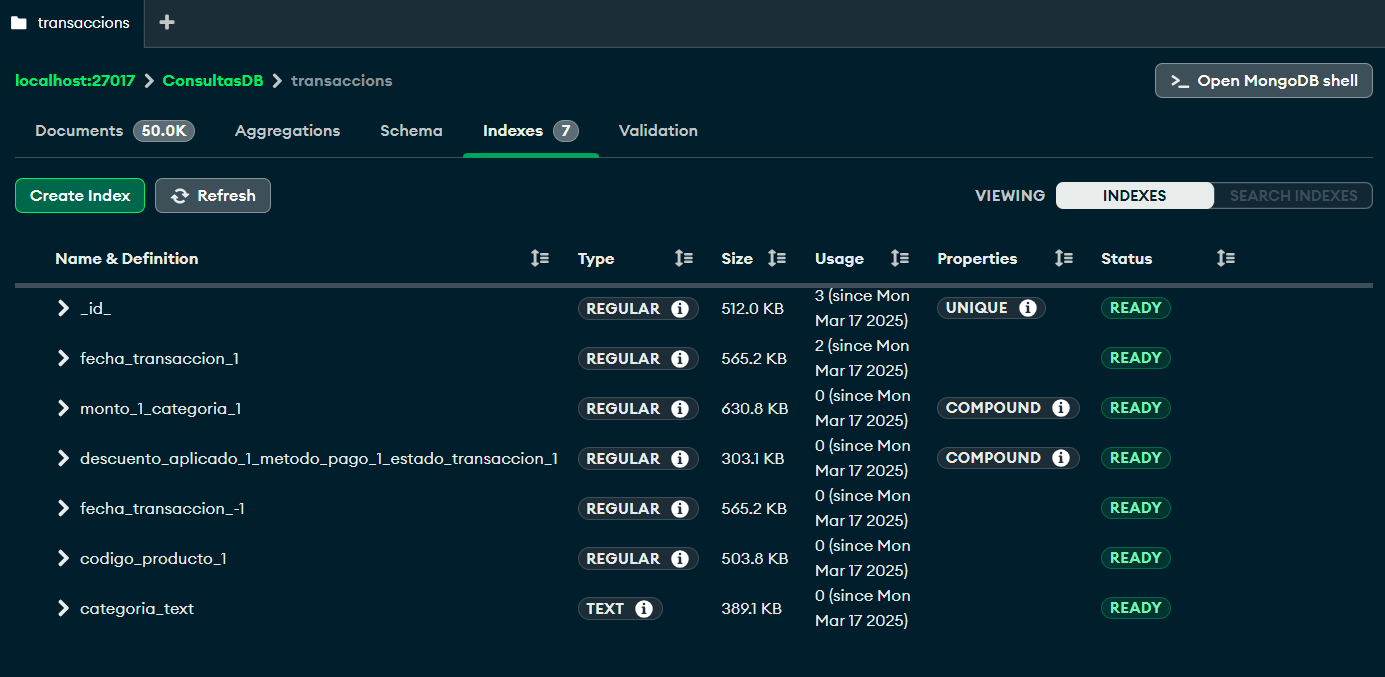 transaccions
localhost:27017 ConsultasDB transaccions
>_ Open MongoDB shell
Documents 50.0K Aggregations Schema Indexes 7 Validation
Create Index Refresh VIEWING INDEXES SEARCH INDEXES
Name & Definition Type Size Usage Properties Status
_id_ REGULAR 512.0 KB 3 (since Mon Mar 17 2025) UNIQUE READY
fecha_transaccion_1 REGULAR 565.2 KB 2 (since Mon Mar 17 2025) READY
monto_1_categoria_1 REGULAR 630.8 KB 0 (since Mon Mar 17 2025) COMPOUND READY
descuento_aplicado_1_metodo_pago_1_estado_transaccion_1 REGULAR 303.1 KB 0 (since Mon Mar 17 2025) COMPOUND READY
fecha_transaccion_-1 REGULAR 565.2 KB 0 (since Mon Mar 17 2025) READY
codigo_producto_1 REGULAR 503.8 KB 0 (since Mon Mar 17 2025) READY
categoria_text TEXT 389.1 KB 0 (since Mon Mar 17 2025) READY